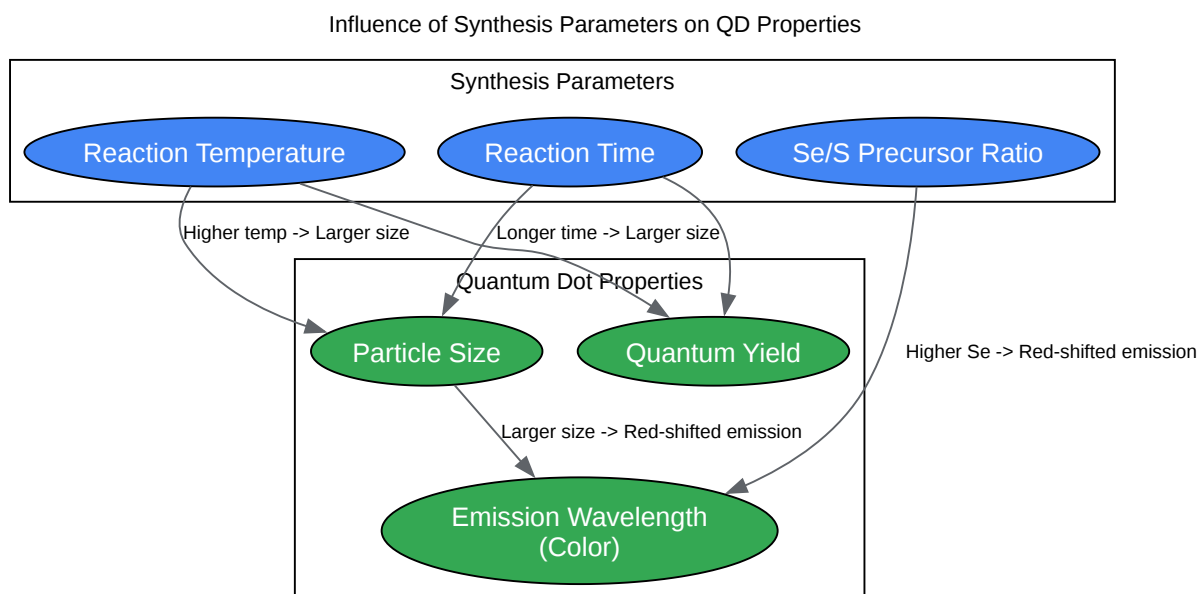 Influence of Synthesis Parameters on QD Properties
Synthesis Parameters
Reaction Temperature
Reaction Time
Se/S Precursor Ratio
Higher temp -> Larger size
Longer time -> Larger size
Quantum Dot Properties
Particle Size
Quantum Yield
Higher Se -> Red-shifted emission
Larger size -> Red-shifted emission
Emission Wavelength
(Color)